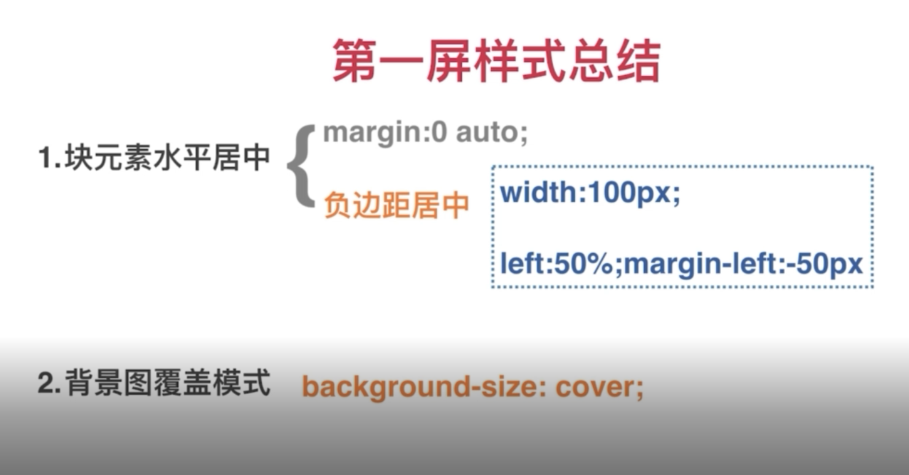 第一屏样式总结
1.块元素水平居中
{
margin:0 auto;
负边距居中
width:100px;
left:50%;margin-left:-50px
2.背景图覆盖模式 background-size: cover;